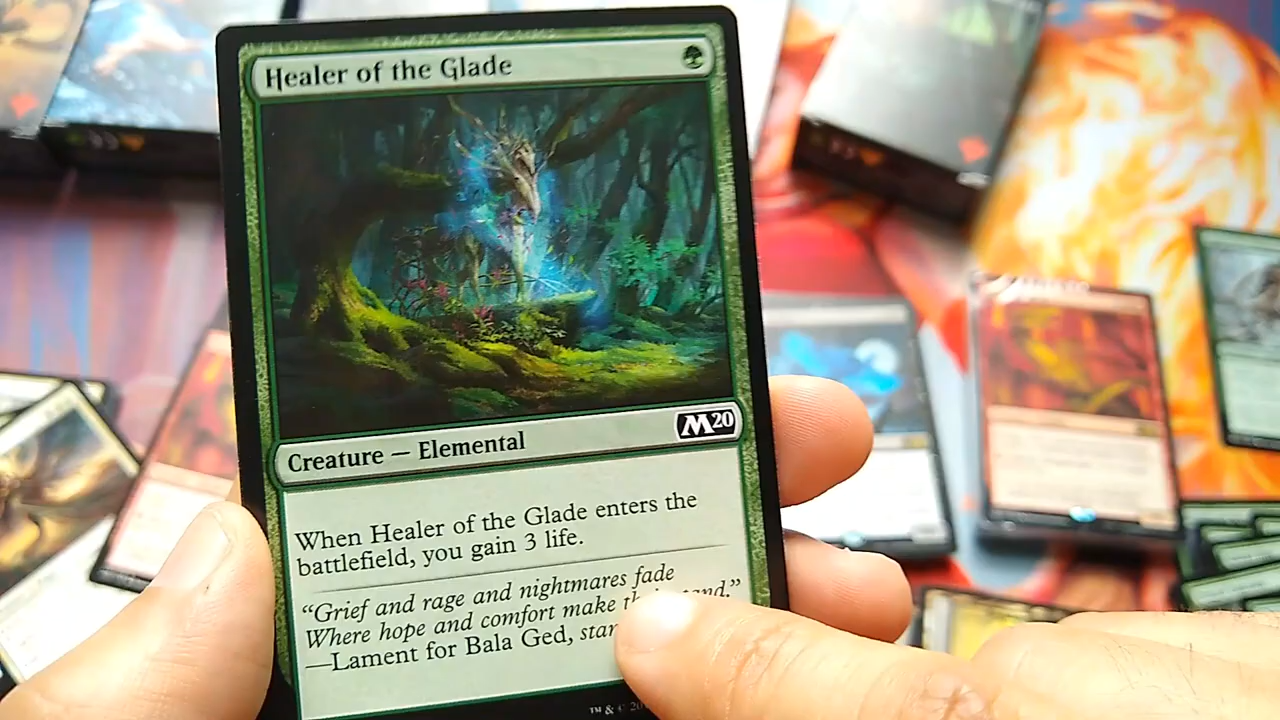 Healer of the Glade
Creature — Elemental
M20
When Healer of the Glade enters the
battlefield, you gain 3 life.
“Grief and rage and nightmares fade
Where hope and comfort make
—Lament for Bala Ged,
™ & ©